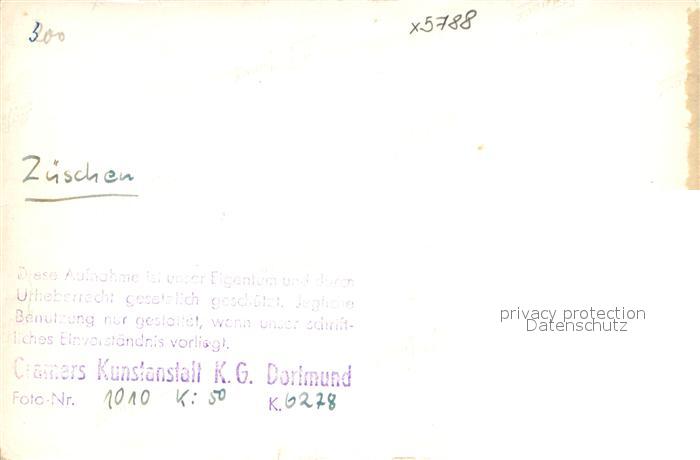 300
x5788
Züschen
Diese Aufnahme ist unser Eigentum und durch
Urheberrecht gesetzlich geschützt. Jegliche
Benutzung nur gestattet, wenn unser schrift-
liches Einverständnis vorliegt.
Cramers Kunstanstalt K.G. Dortmund
Foto-Nr. 1010 K: 50 K. 6278
privacy protection
Datenschutz